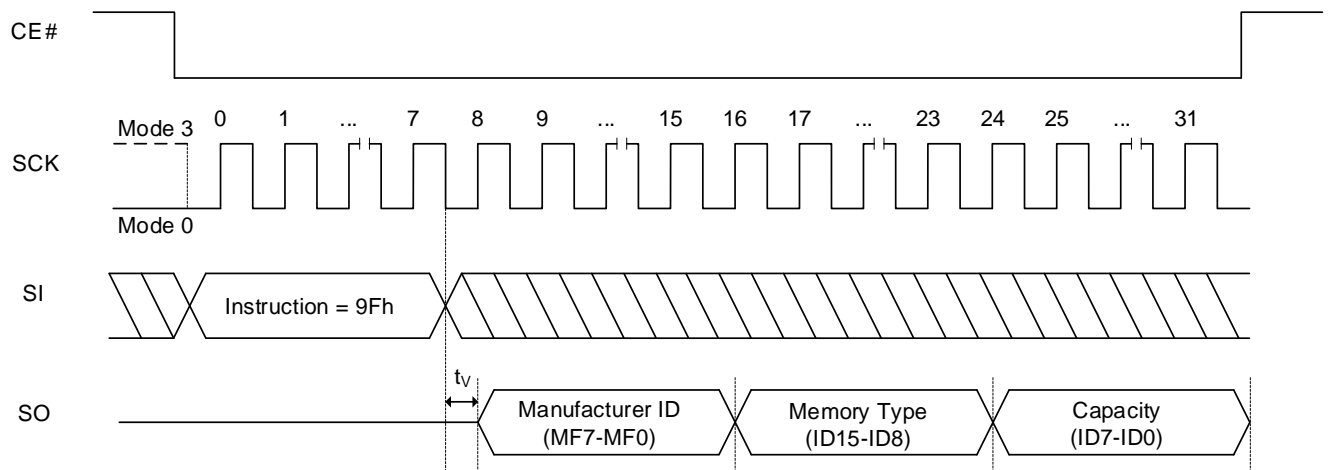 CE#
SCK
Mode 3
Mode 0
0 1 ... 7 8 9 ... 15 16 17 ... 23 24 25 ... 31
SI
Instruction = 9Fh
SO
tV
Manufacturer ID
(MF7-MF0)
Memory Type
(ID15-ID8)
Capacity
(ID7-ID0)